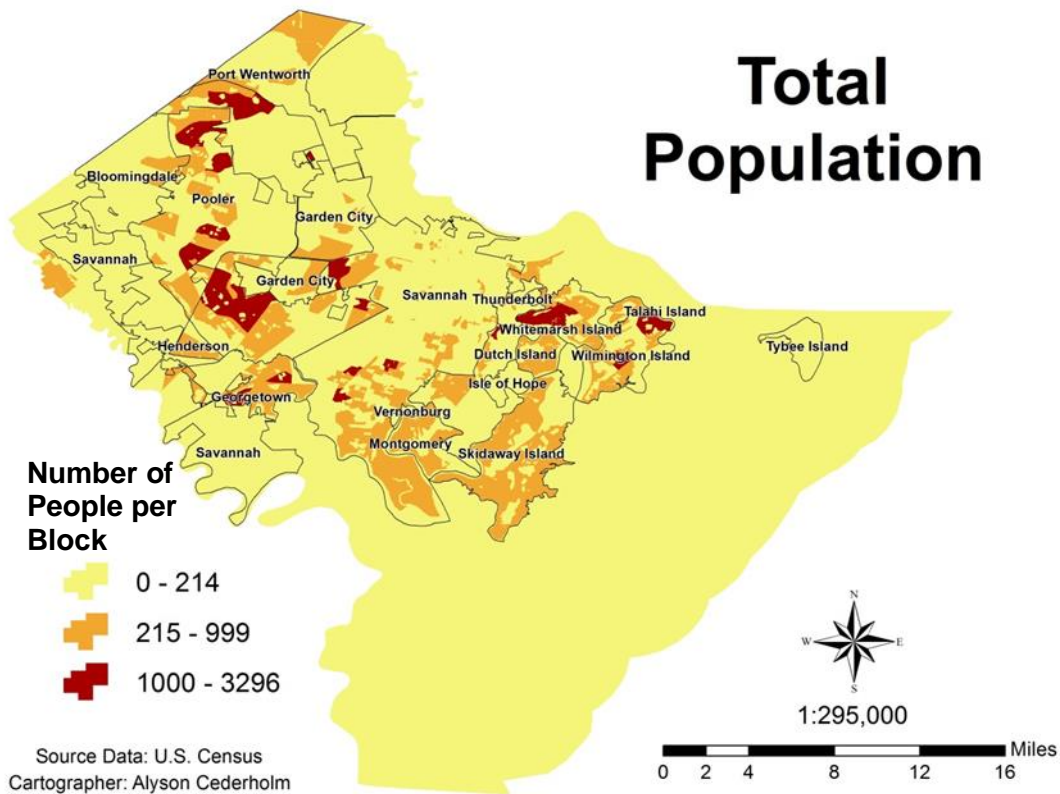 Total
Population
Port Wentworth
Bloomingdale
Pooler
Garden City
Savannah
Garden City
Savannah
Thunderbolt
Talahi Island
Whitemarsh Island
Henderson
Dutch Island
Wilmington Island
Tybee Island
Isle of Hope
Georgetown
Vernonburg
Montgomery
Savannah
Skidaway Island
Number of
People per
Block
0 - 214
215 - 999
1000 - 3296
Source Data: U.S. Census
Cartographer: Alyson Cederholm
N
W
E
S
1:295,000
Miles
0 2 4 8 12 16